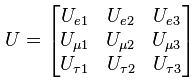 U = [ U_{e1} U_{e2} U_{e3}
U_{μ1} U_{μ2} U_{μ3}
U_{τ1} U_{τ2} U_{τ3} ]